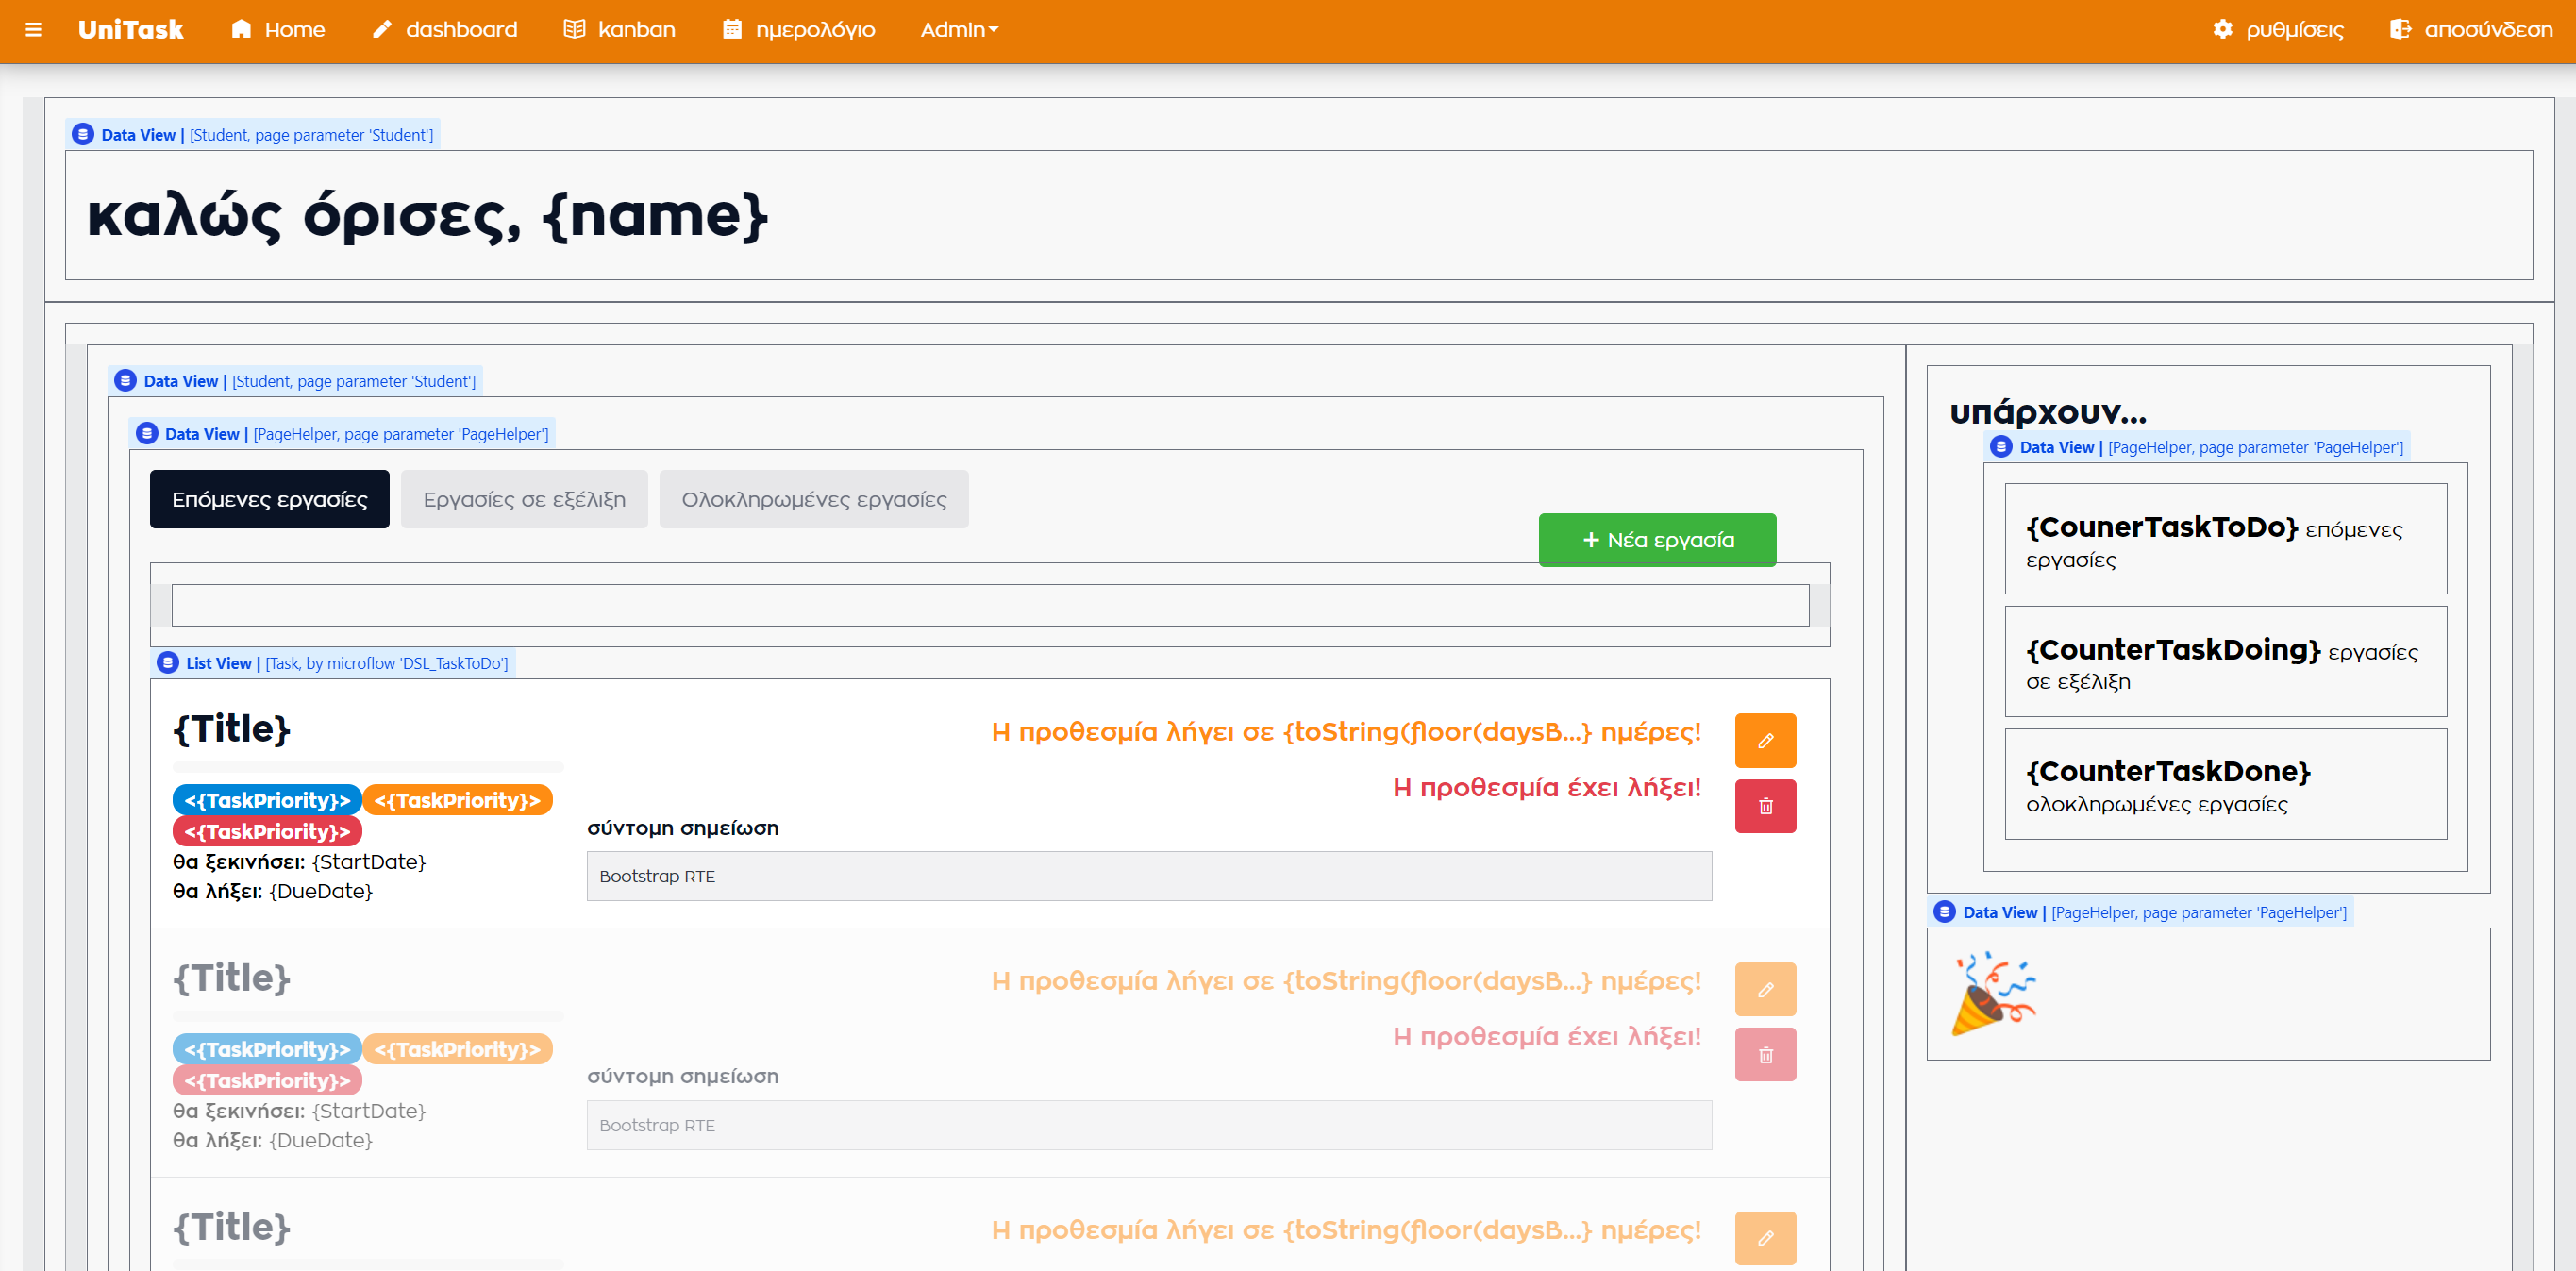 UniTask Home dashboard kanban ημερολόγιο Admin ρυθμίσεις αποσύνδεση
Data View | [Student, page parameter 'Student']
καλώς όρισες, {name}
Data View | [Student, page parameter 'Student']
Data View | [PageHelper, page parameter 'PageHelper']
Επόμενες εργασίες Εργασίες σε εξέλιξη Ολοκληρωμένες εργασίες
+ Νέα εργασία
List View | [Task, by microflow 'DSL_TaskToDo']
{Title}
Η προθεσμία λήγει σε {toString(floor(daysB...} ημέρες!
Η προθεσμία έχει λήξει!
<{TaskPriority}> <{TaskPriority}>
<{TaskPriority}>
θα ξεκινήσει: {StartDate}
θα λήξει: {DueDate}
σύντομη σημείωση
Bootstrap RTE
{Title}
Η προθεσμία λήγει σε {toString(floor(daysB...} ημέρες!
Η προθεσμία έχει λήξει!
<{TaskPriority}> <{TaskPriority}>
<{TaskPriority}>
θα ξεκινήσει: {StartDate}
θα λήξει: {DueDate}
σύντομη σημείωση
Bootstrap RTE
{Title}
Η προθεσμία λήγει σε {toString(floor(daysB...} ημέρες!
υπάρχουν...
Data View | [PageHelper, page parameter 'PageHelper']
{CounerTaskToDo} επόμενες
εργασίες
{CounterTaskDoing} εργασίες
σε εξέλιξη
{CounterTaskDone}
ολοκληρωμένες εργασίες
Data View | [PageHelper, page parameter 'PageHelper']